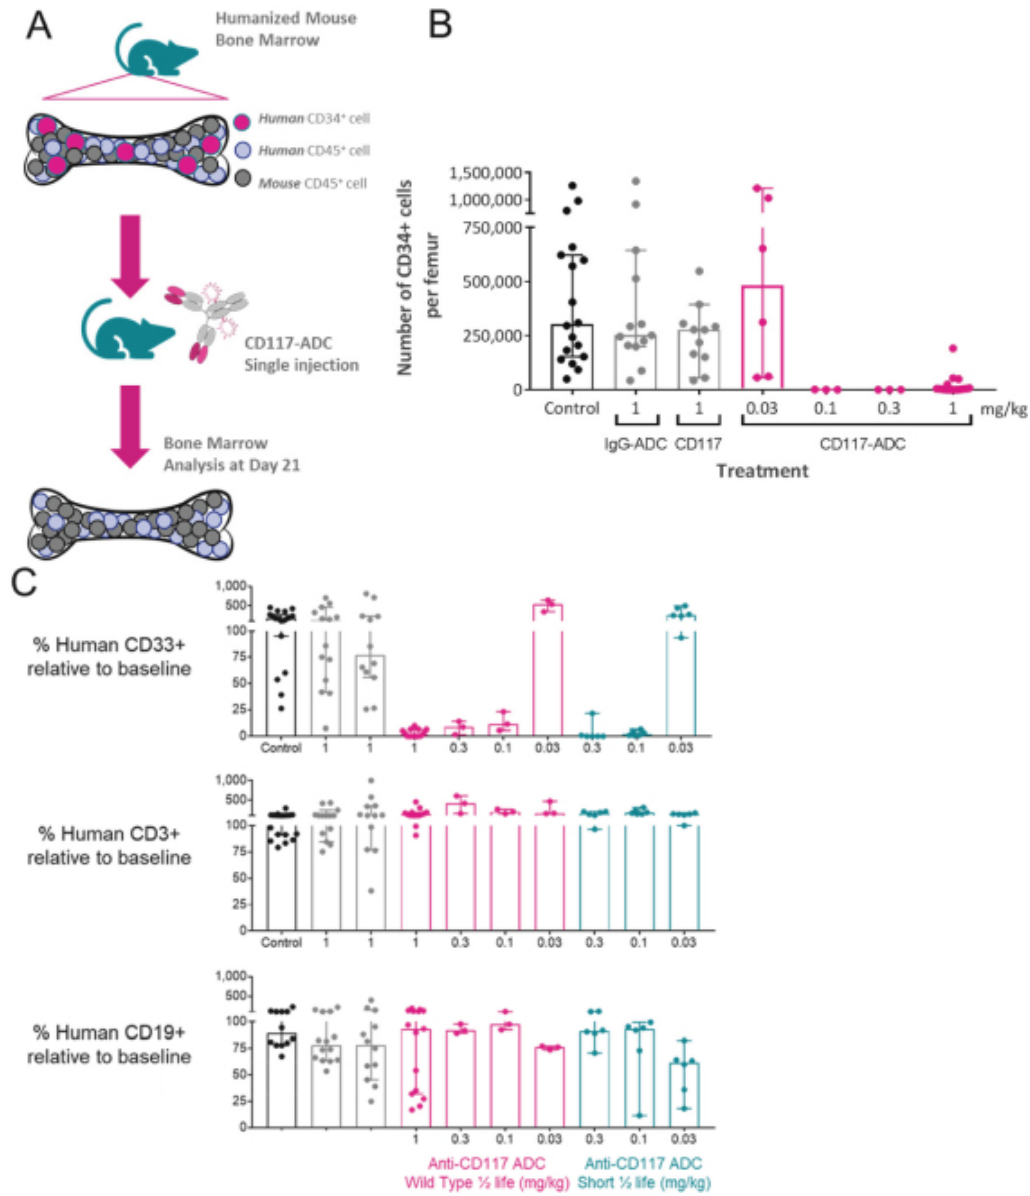 A
Humanized Mouse
Bone Marrow
Human CD34+ cell
Human CD45+ cell
Mouse CD45+ cell
CD117-ADC
Single injection
Bone Marrow
Analysis at Day 21
B
Number of CD34+ cells
per femur
1,500,000
1,000,000
750,000
500,000
250,000
0
Control 1 1 0.03 0.1 0.3 1 mg/kg
IgG-ADC CD117 CD117-ADC
Treatment
C
% Human CD33+
relative to baseline
1,000
500
100
75
50
25
0
Control 1 1 1 0.3 0.1 0.03 0.3 0.1 0.03
% Human CD3+
relative to baseline
1,000
500
100
75
50
25
0
Control 1 1 1 0.3 0.1 0.03 0.3 0.1 0.03
% Human CD19+
relative to baseline
1,000
500
100
75
50
25
0
1 0.3 0.1 0.03 0.3 0.1 0.03
Anti-CD117 ADC Anti-CD117 ADC
Wild Type ½ life (mg/kg) Short ½ life (mg/kg)